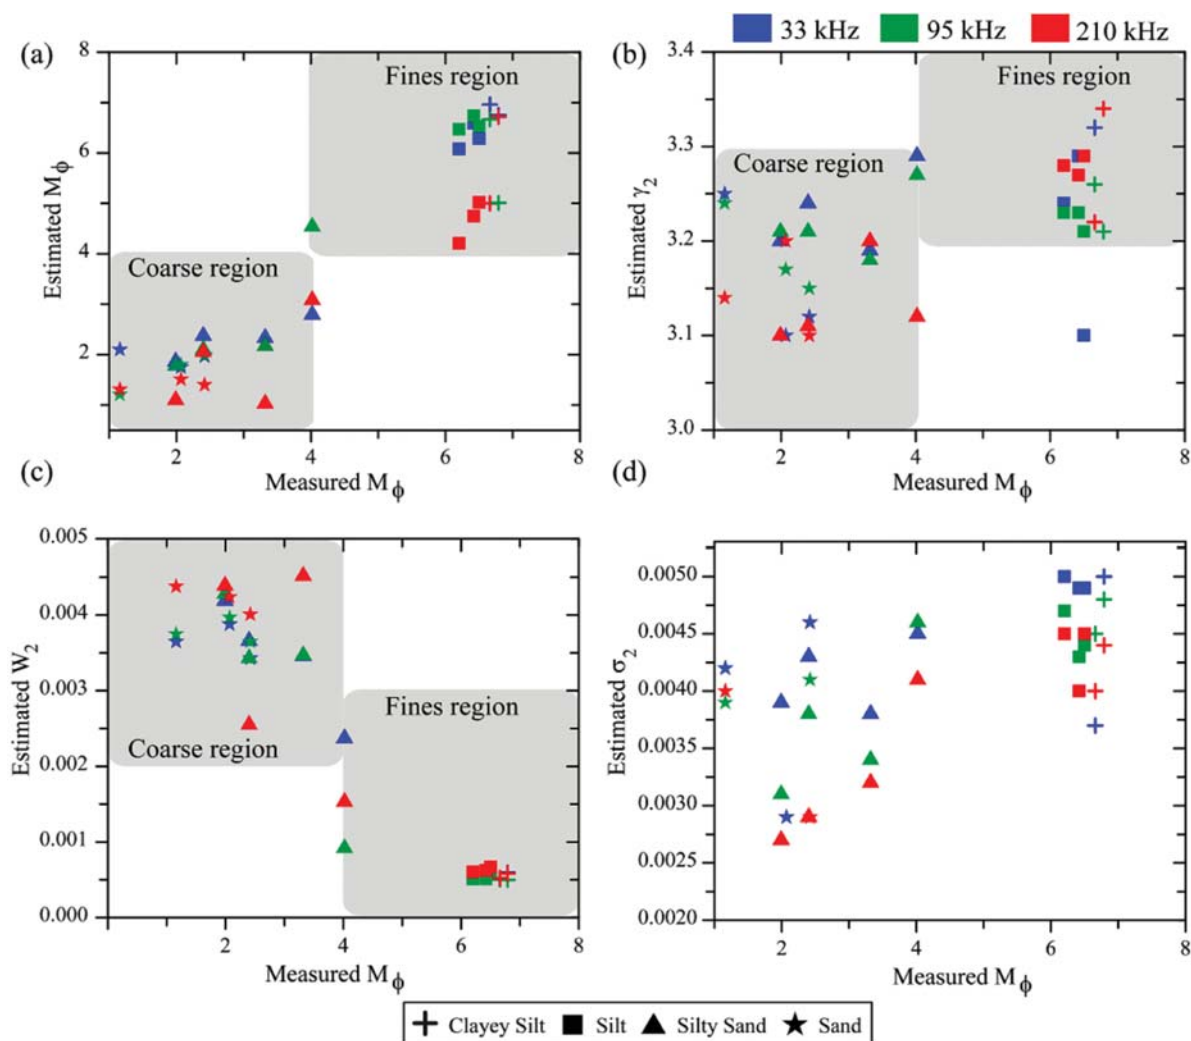 33 kHz 95 kHz 210 kHz
(a)
8
6
4
2
Estimated Mϕ
Fines region
Coarse region
2 4 6 8
Measured Mϕ
(b)
3.4
3.3
3.2
3.1
3.0
Estimated γ2
Fines region
Coarse region
2 4 6 8
Measured Mϕ
(c)
0.005
0.004
0.003
0.002
0.001
0.000
Estimated W2
Coarse region
Fines region
2 4 6 8
Measured Mϕ
(d)
0.0050
0.0045
0.0040
0.0035
0.0030
0.0025
0.0020
Estimated σ2
2 4 6 8
Measured Mϕ
Clayey Silt Silt Silty Sand Sand